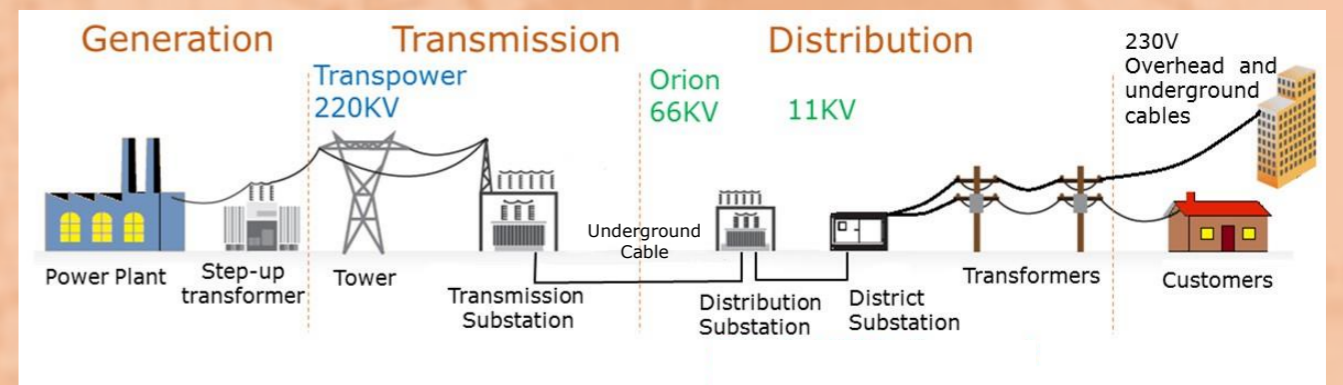 Generation
Transmission
Distribution
Transpower
220KV
Orion
66KV
11KV
230V
Overhead and
underground
cables
Underground
Cable
Power Plant
Step-up
transformer
Tower
Transmission
Substation
Distribution
Substation
District
Substation
Transformers
Customers